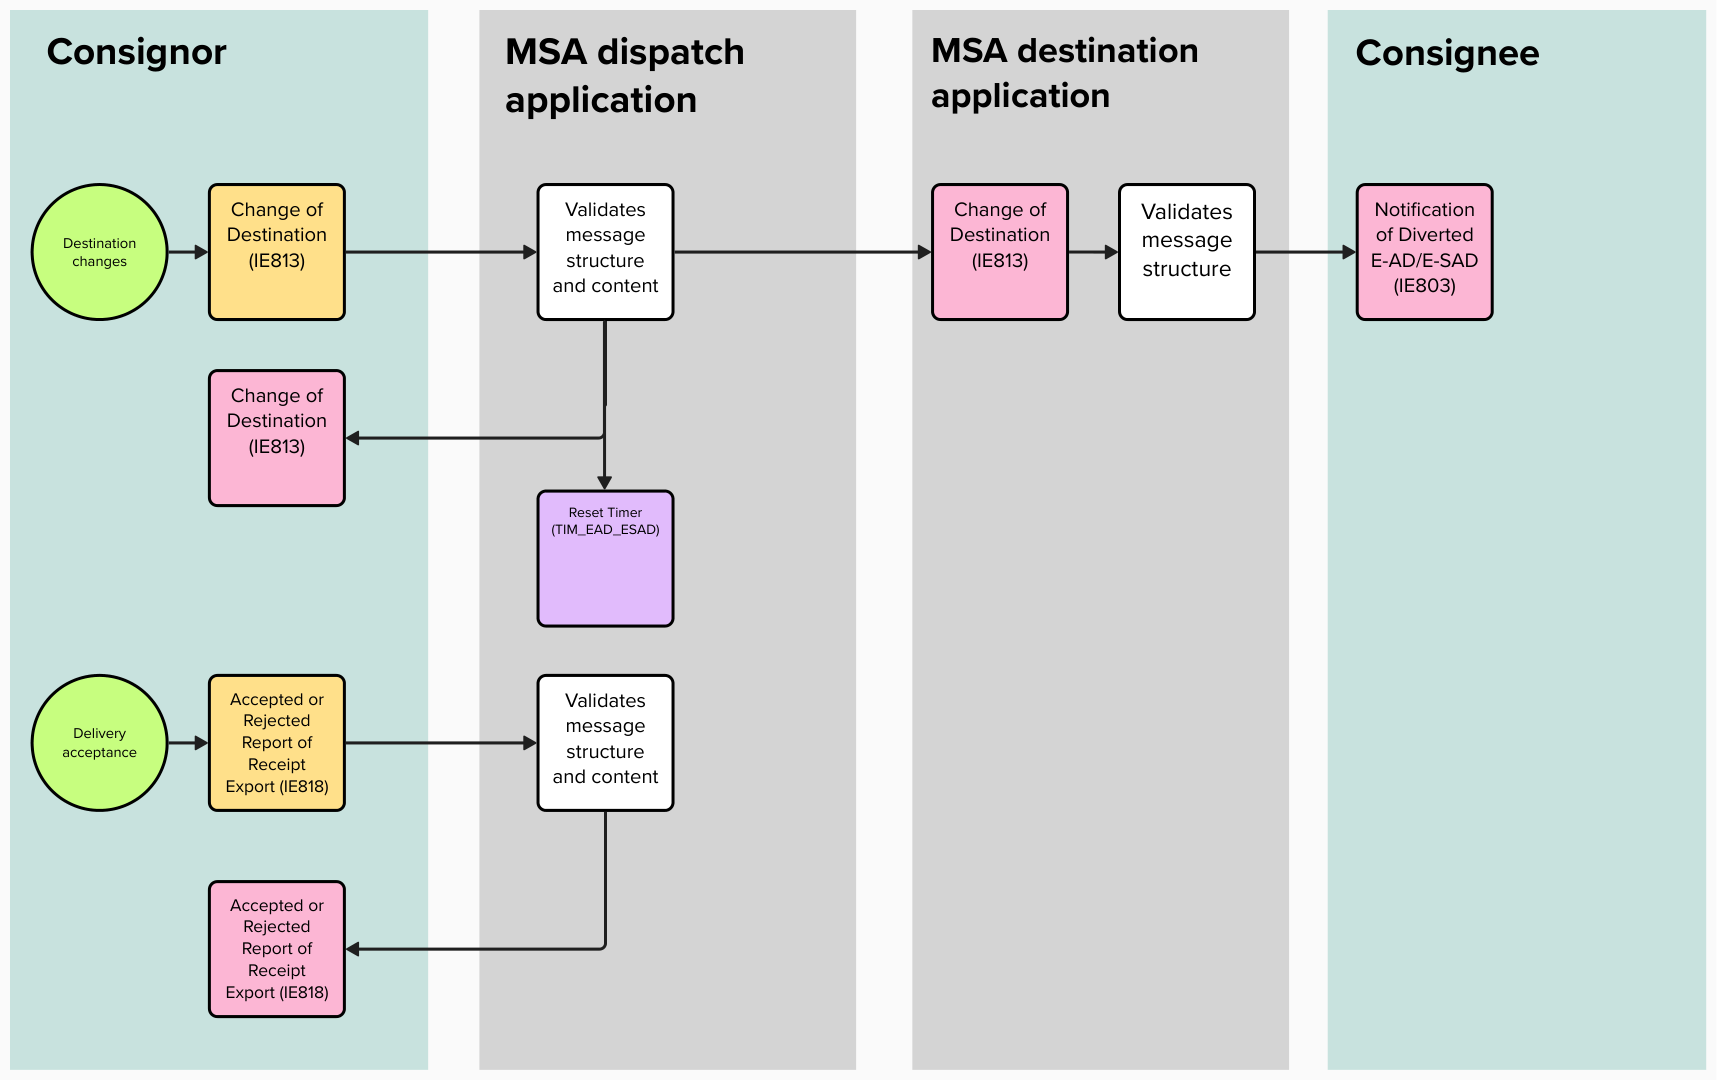 Consignor
MSA dispatch
application
MSA destination
application
Consignee
Destination
changes
Change of
Destination
(IE813)
Validates
message
structure
and content
Change of
Destination
(IE813)
Validates
message
structure
Notification
of Diverted
E-AD/E-SAD
(IE803)
Change of
Destination
(IE813)
Reset Timer
(TIM_EAD_ESAD)
Delivery
acceptance
Accepted or
Rejected
Report of
Receipt
Export (IE818)
Validates
message
structure
and content
Accepted or
Rejected
Report of
Receipt
Export (IE818)